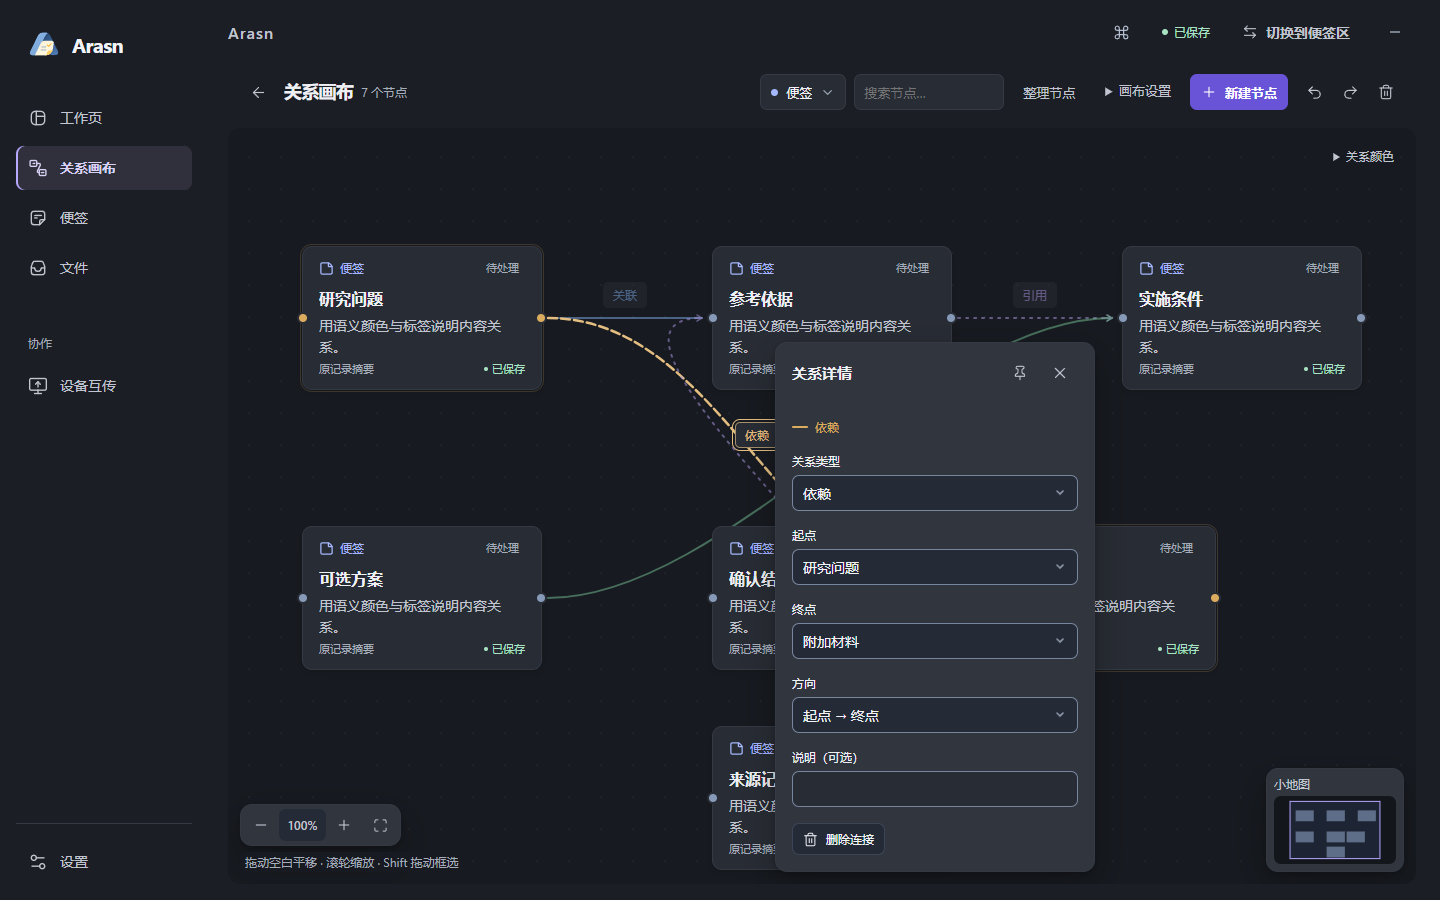 Arasn
工作页
关系画布
便签
文件
协作
设备互传
设置
Arasn
⌘
已保存
切换到便签区
关系画布 7 个节点
便签
搜索节点...
整理节点
画布设置
新建节点
关系颜色
便签 待处理
研究问题
用语义颜色与标签说明内容关
系。
原记录摘要 已保存
关联
便签 待处理
参考依据
用语义颜色与标签说明内容关
系。
原记录摘要
引用
便签 待处理
实施条件
用语义颜色与标签说明内容关
系。
原记录摘要 已保存
依赖
便签 待处理
可选方案
用语义颜色与标签说明内容关
系。
原记录摘要 已保存
便签
确认结
用语义
系。
原记录摘
待处理
签说明内容关
已保存
便签
来源记
用语义
系。
原记录摘
关系详情
依赖
关系类型
依赖
起点
研究问题
终点
附加材料
方向
起点 → 终点
说明（可选）
删除连接
100%
拖动空白平移 · 滚轮缩放 · Shift 拖动框选
小地图